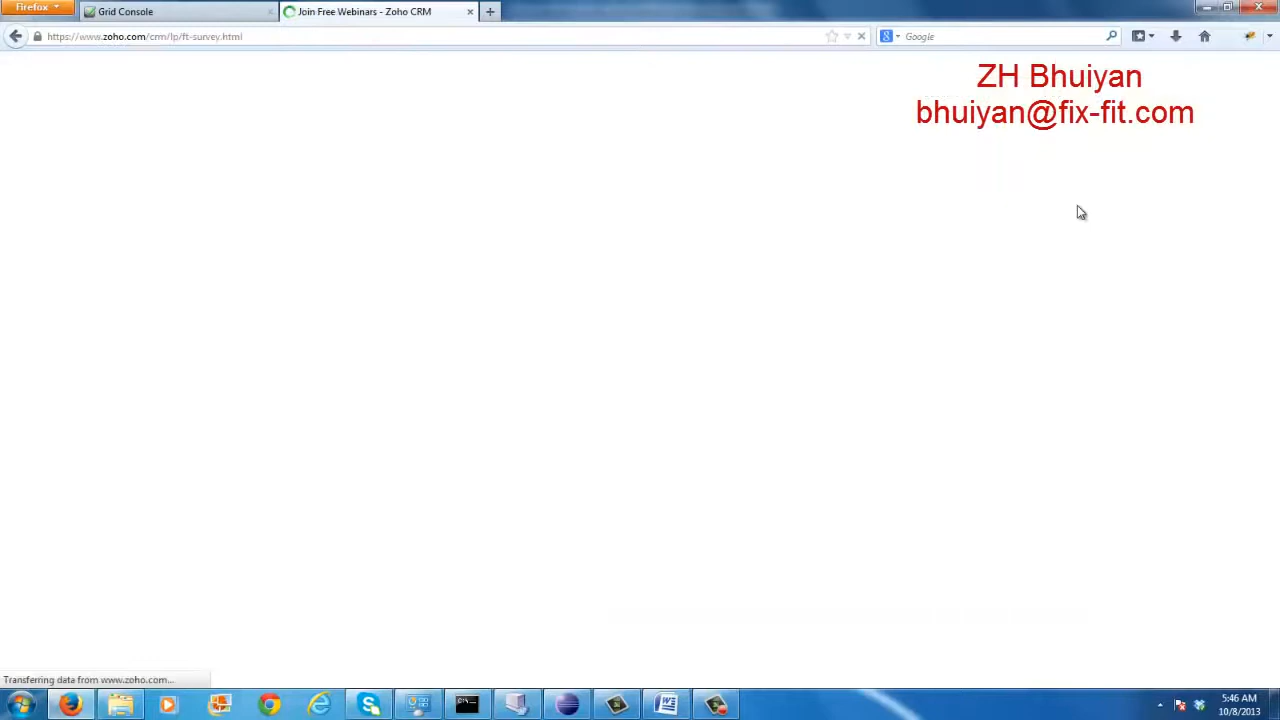 Firefox
Grid Console
Join Free Webinars - Zoho CRM
https://www.zoho.com/crm/lp/ft-survey.html
Google
ZH Bhuiyan
bhuiyan@fix-fit.com
Transferring data from www.zoho.com...
5:46 AM
10/8/2013